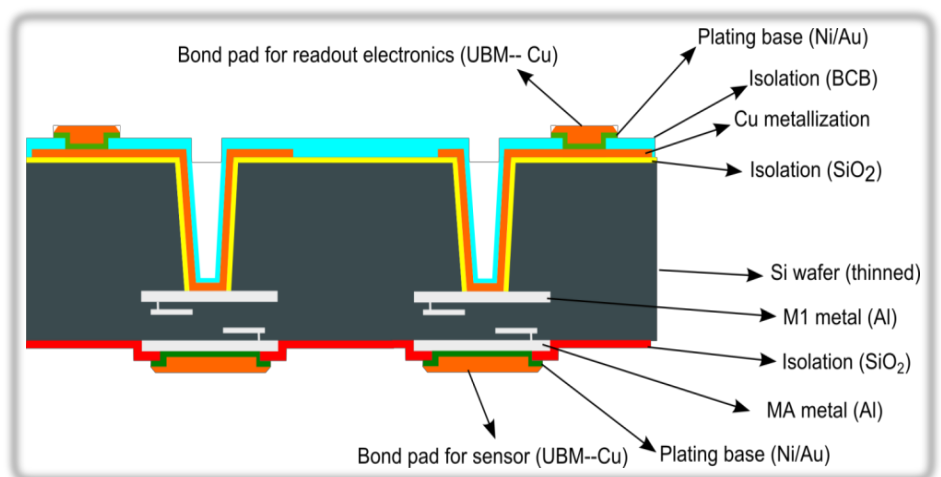 Plating base (Ni/Au)
Bond pad for readout electronics (UBM-- Cu)
Isolation (BCB)
Cu metallization
Isolation (SiO2)
Si wafer (thinned)
M1 metal (Al)
Isolation (SiO₂)
MA metal (Al)
Bond pad for sensor (UBM--Cu)
Plating base (Ni/Au)